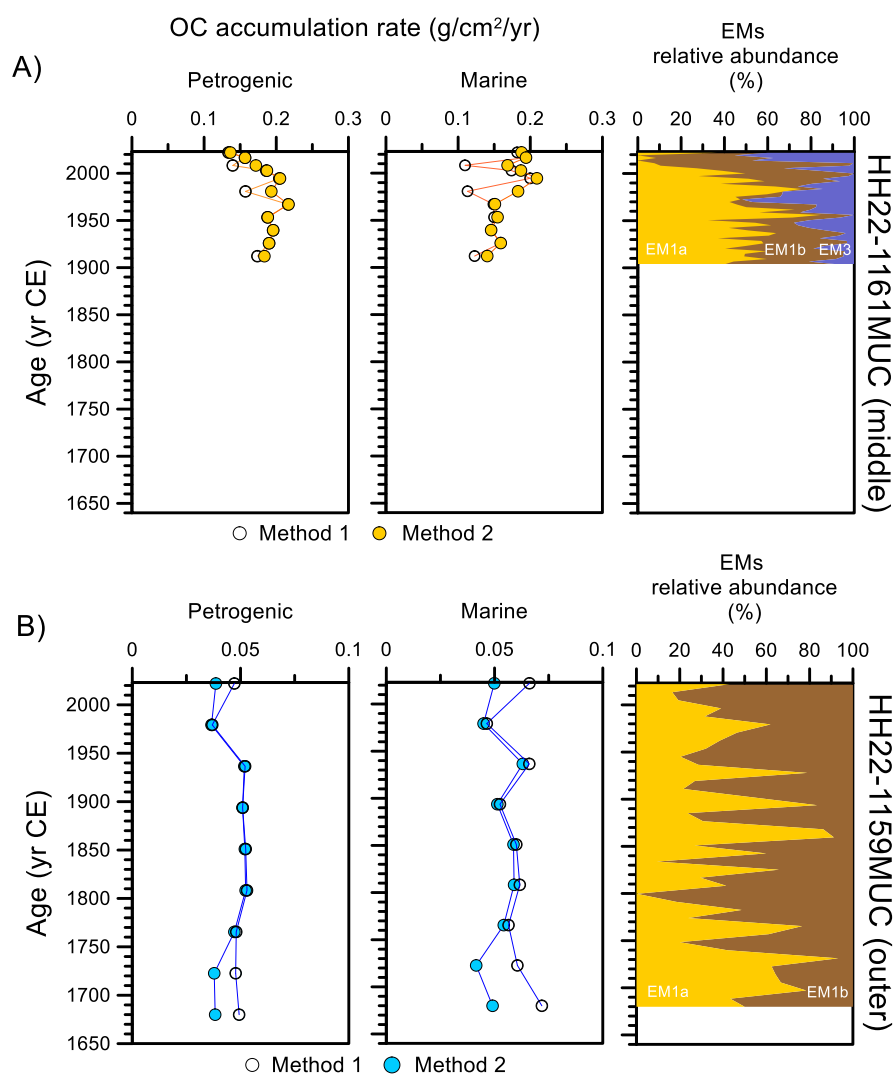 OC accumulation rate (g/cm²/yr)
EMs
relative abundance
(%)
A)
Petrogenic
Marine
0 0.1 0.2 0.3
0 0.1 0.2 0.3
0 20 40 60 80 100
2000
1950
1900
1850
1800
1750
1700
1650
Age (yr CE)
EM1a EM1b EM3
HH22-1161MUC (middle)
Method 1 Method 2
EMs
relative abundance
(%)
B)
Petrogenic
Marine
0 0.05 0.1
0 0.05 0.1
0 20 40 60 80 100
2000
1950
1900
1850
1800
1750
1700
1650
Age (yr CE)
EM1a EM1b
HH22-1159MUC (outer)
Method 1 Method 2